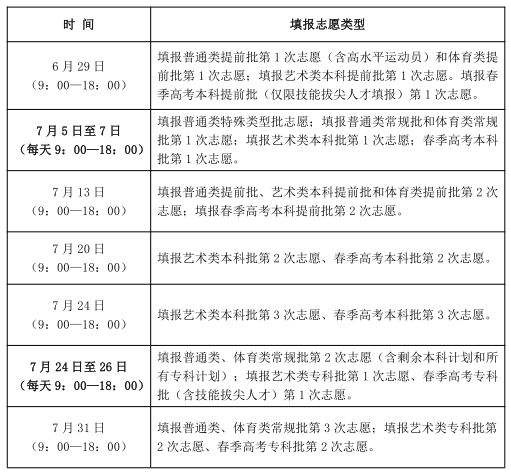 时 间
填报志愿类型
6 月 29 日
(9：00—18：00)
填报普通类提前批第 1 次志愿（含高水平运动员）和体育类提
前批第 1 次志愿；填报艺术类本科提前批第 1 次志愿。填报春
季高考本科提前批（仅限技能拔尖人才填报）第 1 次志愿。
7 月 5 日至 7 日
（每天 9：00—18：00）
填报普通类特殊类型批志愿；填报普通类常规批和体育类常规
批第 1 次志愿；填报艺术类本科批第 1 次志愿；春季高考本科
批第 1 次志愿。
7 月 13 日
（9：00—18：00）
填报普通类提前批、艺术类本科提前批和体育类提前批第 2 次
志愿；填报春季高考本科提前批第 2 次志愿。
7 月 20 日
（9：00—18：00）
填报艺术类本科批第 2 次志愿、春季高考本科批第 2 次志愿。
7 月 24 日
（9：00—18：00）
填报艺术类本科批第 3 次志愿、春季高考本科批第 3 次志愿。
7 月 24 日至 26 日
（每天 9：00—18：00）
填报普通类、体育类常规批第 2 次志愿（含剩余本科计划和所
有专科计划）；填报艺术类专科批第 1 次志愿、春季高考专科
批（含技能拔尖人才）第 1 次志愿。
7 月 31 日
（9：00—18：00）
填报普通类、体育类常规批第 3 次志愿；填报艺术类专科批第
2 次志愿、春季高考专科批第 2 次志愿。